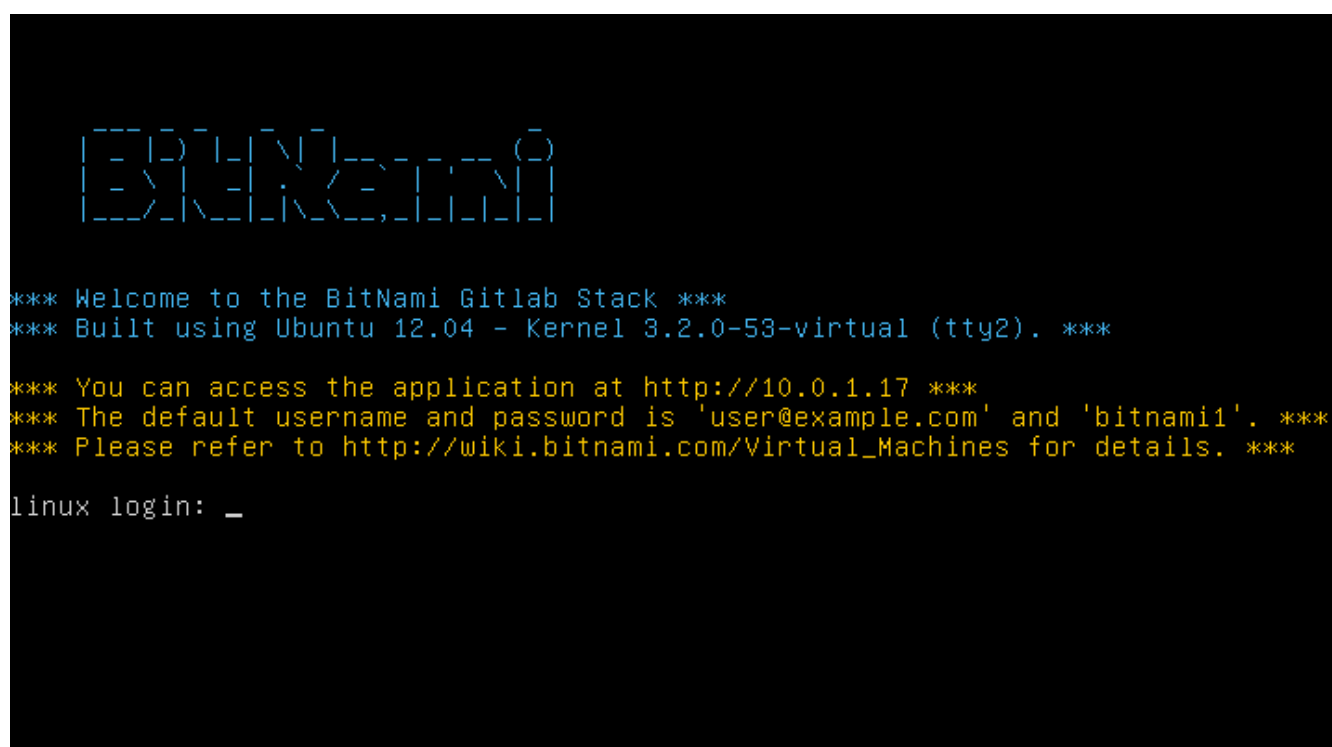 BitNami
*** Welcome to the BitNami Gitlab Stack ***
*** Built using Ubuntu 12.04 - Kernel 3.2.0-53-virtual (tty2). ***
*** You can access the application at http://10.0.1.17 ***
*** The default username and password is 'user@example.com' and 'bitnami1'. ***
*** Please refer to http://wiki.bitnami.com/Virtual_Machines for details. ***
linux login: _